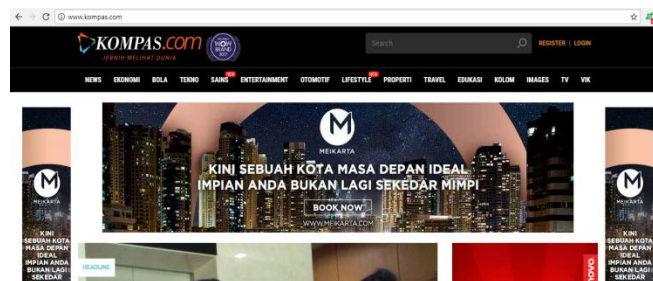 www.kompas.com
KOMPAS.com
JERNIH MELIHAT DUNIA
WOW BRAND 2017
Search
REGISTER | LOGIN
NEWS EKONOMI BOLA TEKNO SAINS ENTERTAINMENT OTOMOTIF LIFESTYLE PROPERTI TRAVEL EDUKASI KOLOM IMAGES TV VIK
M
MEIKARTA
KINI SEBUAH KOTA MASA DEPAN IDEAL
IMPIAN ANDA BUKAN LAGI SEKEDAR MIMPI
BOOK NOW!
WWW.MEIKARTA.COM
M
MEIKARTA
KINI
SEBUAH KOTA
MASA DEPAN
IDEAL
IMPIAN ANDA
BUKAN LAGI
SEKEDAR
HEADLINE
M
MEIKARTA
KINI
SEBUAH KOTA
MASA DEPAN
IDEAL
IMPIAN ANDA
BUKAN LAGI
SEKEDAR